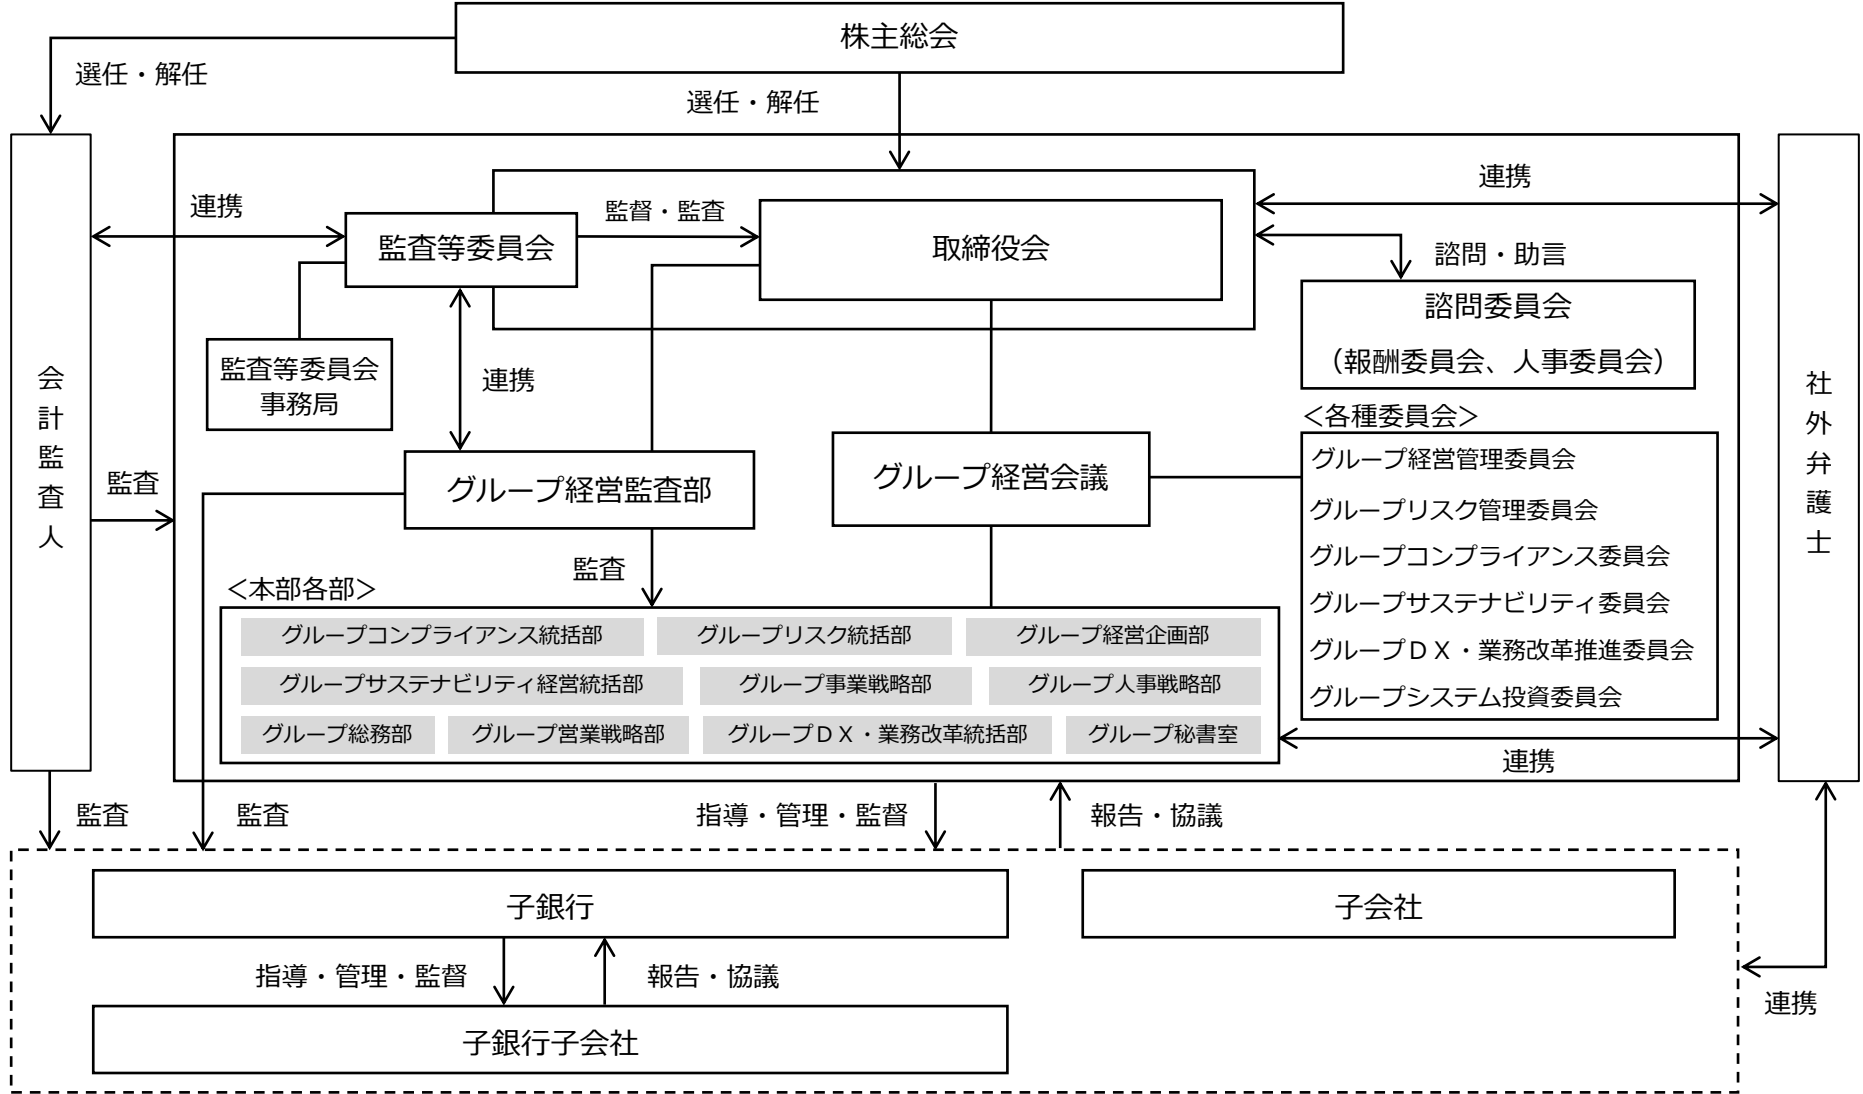 株主総会
選任・解任
選任・解任
連携
連携
監督・監査
監査等委員会
取締役会
諮問・助言
諮問委員会
（報酬委員会、人事委員会）
監査等委員会
事務局
連携
会計監査人
社外弁護士
＜各種委員会＞
グループ経営管理委員会
グループリスク管理委員会
グループコンプライアンス委員会
グループサステナビリティ委員会
グループＤＸ・業務改革推進委員会
グループシステム投資委員会
グループ経営監査部
グループ経営会議
監査
監査
＜本部各部＞
グループコンプライアンス統括部
グループリスク統括部
グループ経営企画部
グループサステナビリティ経営統括部
グループ事業戦略部
グループ人事戦略部
グループ総務部
グループ営業戦略部
グループＤＸ・業務改革統括部
グループ秘書室
連携
監査
監査
指導・管理・監督
報告・協議
子銀行
子会社
指導・管理・監督
報告・協議
連携
子銀行子会社